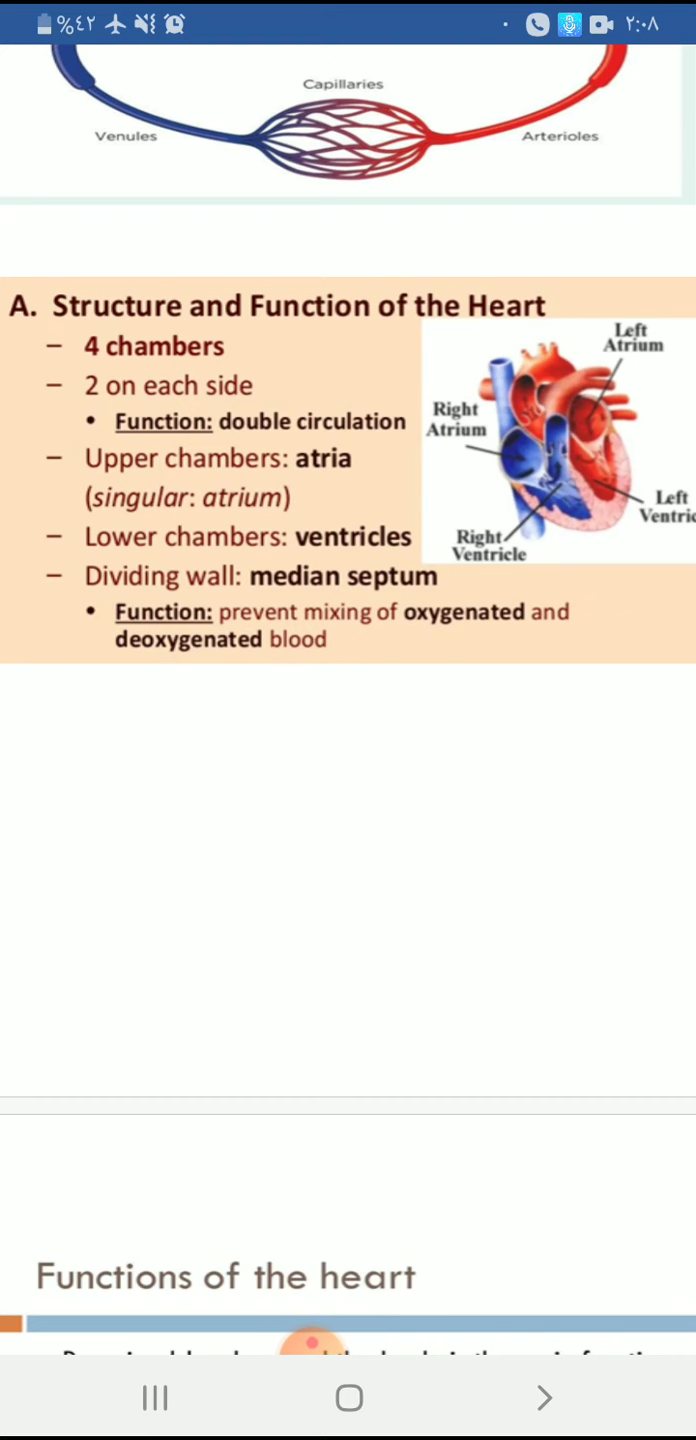 %٤٢
٢:٠٨
Capillaries
Venules
Arterioles
A. Structure and Function of the Heart
– 4 chambers
– 2 on each side
• Function: double circulation
– Upper chambers: atria
(singular: atrium)
– Lower chambers: ventricles
– Dividing wall: median septum
• Function: prevent mixing of oxygenated and
deoxygenated blood
Left
Atrium
Right
Atrium
Left
Ventric
Right
Ventricle
Functions of the heart